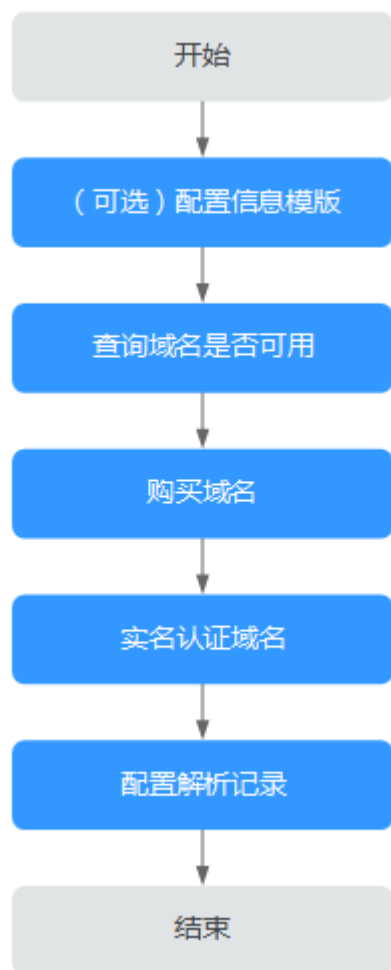 开始
（可选）配置信息模版
查询域名是否可用
购买域名
实名认证域名
配置解析记录
结束